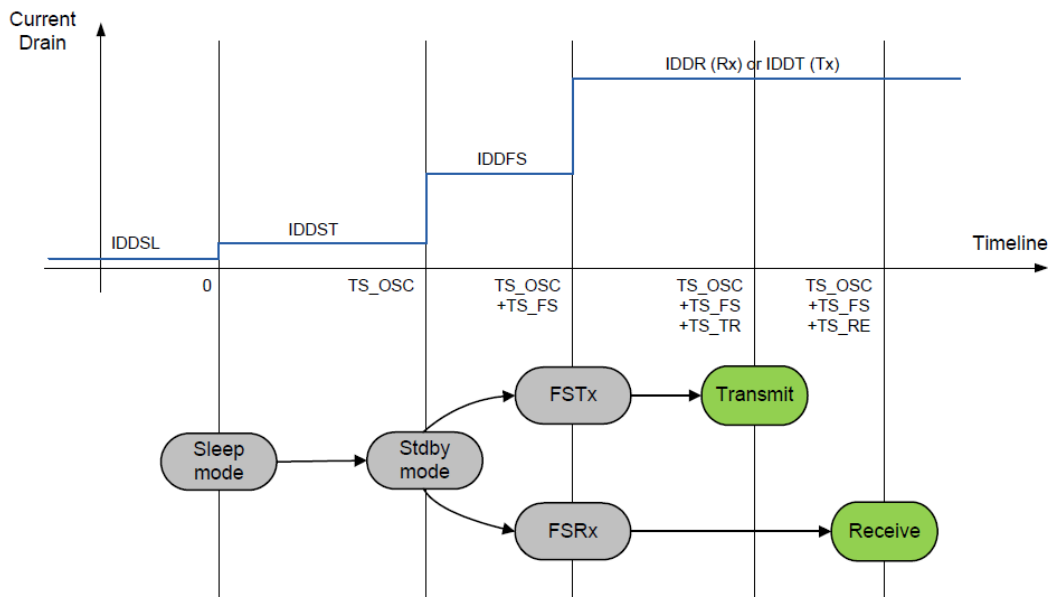 Current
Drain
IDDR (Rx) or IDDT (Tx)
IDDFS
IDDSL
IDDST
Timeline
0
TS_OSC
TS_OSC
+TS_FS
TS_OSC
+TS_FS
+TS_TR
TS_OSC
+TS_FS
+TS_RE
FSTx
Transmit
Sleep
mode
Stdby
mode
FSRx
Receive